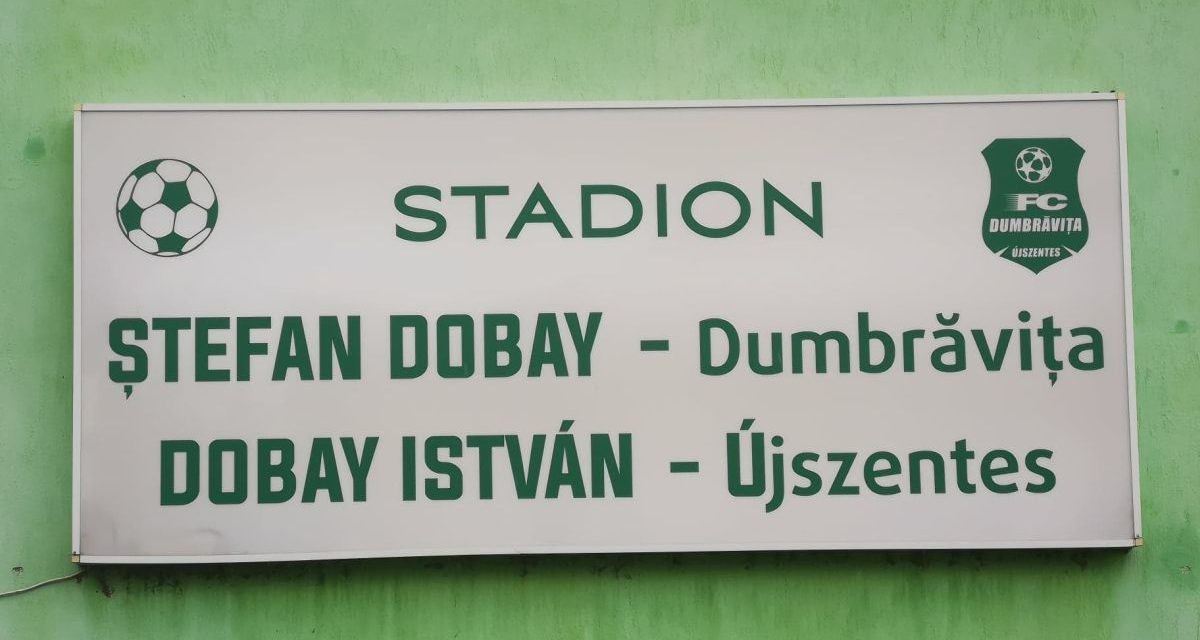 STADION
FC
DUMBRĂVIȚA
ÚJSZENTES
ȘTEFAN DOBAY - Dumbrăvița
DOBAY ISTVÁN - Újszentes